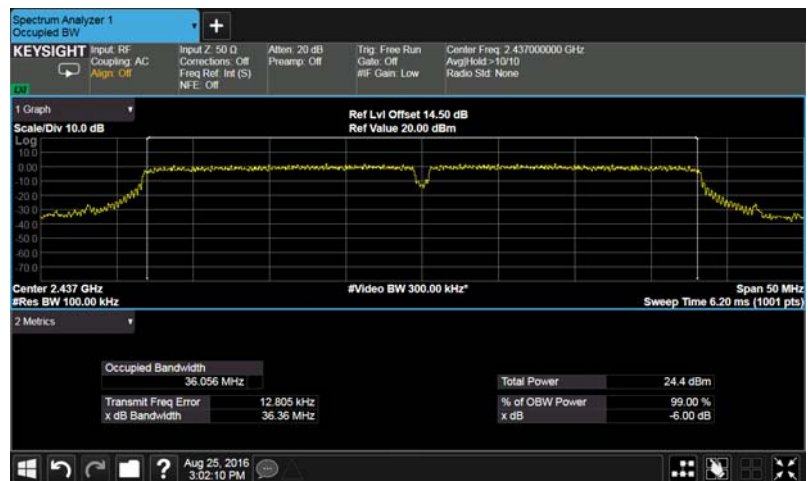 Spectrum Analyzer 1
Occupied BW
+
KEYSIGHT Input: RF Input Z: 50 Ω Atten: 20 dB Trig: Free Run Center Freq: 2.437000000 GHz
Coupling: AC Corrections: Off Preamp: Off Gate: Off Avg|Hold:>10/10
Align: Off Freq Ref: Int (S) #IF Gain: Low Radio Std: None
NFE: Off
LXI
1 Graph
Scale/Div 10.0 dB
Ref Lvl Offset 14.50 dB
Ref Value 20.00 dBm
Log
10.0
0.00
-10.0
-20.0
-30.0
-40.0
-50.0
-60.0
-70.0
Center 2.437 GHz #Video BW 300.00 kHz* Span 50 MHz
#Res BW 100.00 kHz Sweep Time 6.20 ms (1001 pts)
2 Metrics
Occupied Bandwidth
36.056 MHz Total Power 24.4 dBm
Transmit Freq Error 12.805 kHz % of OBW Power 99.00 %
x dB Bandwidth 36.36 MHz x dB -6.00 dB
? Aug 25, 2016
3:02:10 PM